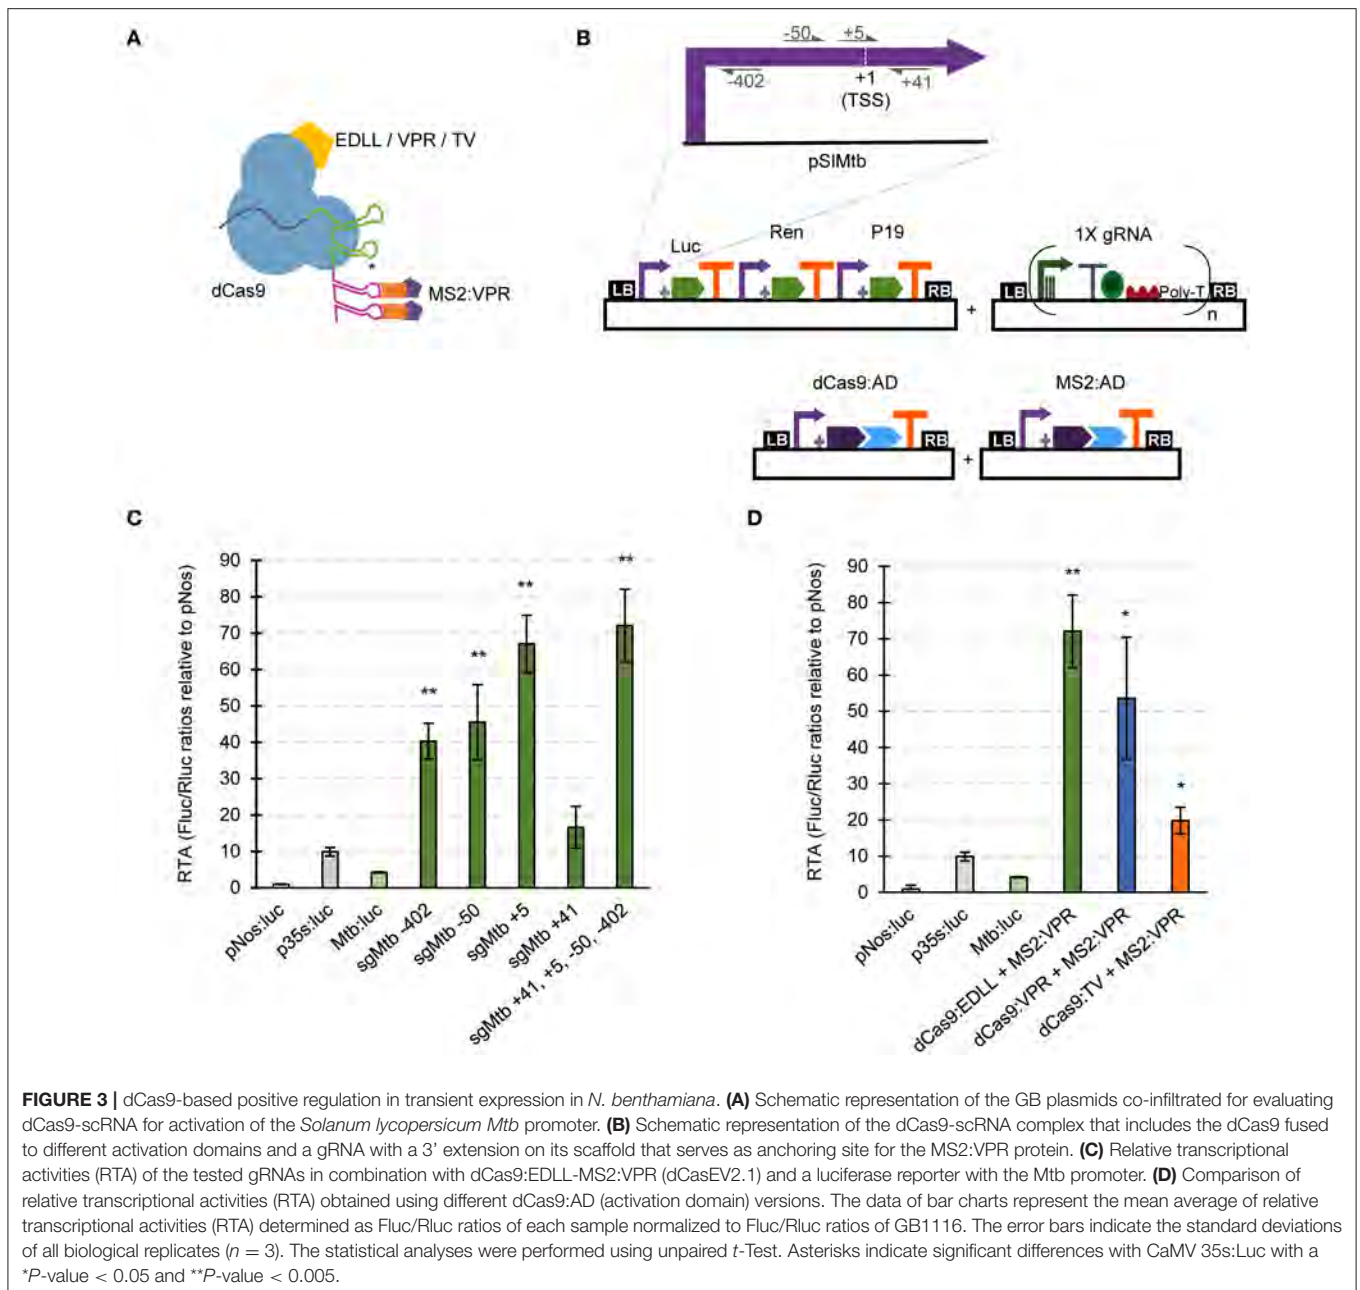 A
EDLL / VPR / TV
dCas9
*
MS2:VPR
B
-50
+5
-402
+1
(TSS)
+41
pSlMtb
Luc
Ren
P19
LB
RB
+
1X gRNA
LB
Poly-T
RB
n
dCas9:AD
LB
RB
+
MS2:AD
LB
RB
C
RTA (Fluc/Rluc ratios relative to pNos)
90
80
70
60
50
40
30
20
10
0
**
**
**
**
pNos:luc
p35s:luc
Mtb:luc
sgMtb -402
sgMtb -50
sgMtb +5
sgMtb +41
sgMtb +41, +5, -50, -402
D
RTA (Fluc/Rluc ratios relative to pNos)
90
80
70
60
50
40
30
20
10
0
**
*
*
pNos:luc
p35s:luc
Mtb:luc
dCas9:EDLL + MS2:VPR
dCas9:VPR + MS2:VPR
dCas9:TV + MS2:VPR
FIGURE 3 | dCas9-based positive regulation in transient expression in N. benthamiana. (A) Schematic representation of the GB plasmids co-infiltrated for evaluating
dCas9-scRNA for activation of the Solanum lycopersicum Mtb promoter. (B) Schematic representation of the dCas9-scRNA complex that includes the dCas9 fused
to different activation domains and a gRNA with a 3' extension on its scaffold that serves as anchoring site for the MS2:VPR protein. (C) Relative transcriptional
activities (RTA) of the tested gRNAs in combination with dCas9:EDLL-MS2:VPR (dCasEV2.1) and a luciferase reporter with the Mtb promoter. (D) Comparison of
relative transcriptional activities (RTA) obtained using different dCas9:AD (activation domain) versions. The data of bar charts represent the mean average of relative
transcriptional activities (RTA) determined as Fluc/Rluc ratios of each sample normalized to Fluc/Rluc ratios of GB1116. The error bars indicate the standard deviations
of all biological replicates (n = 3). The statistical analyses were performed using unpaired t-Test. Asterisks indicate significant differences with CaMV 35s:Luc with a
*P-value < 0.05 and **P-value < 0.005.